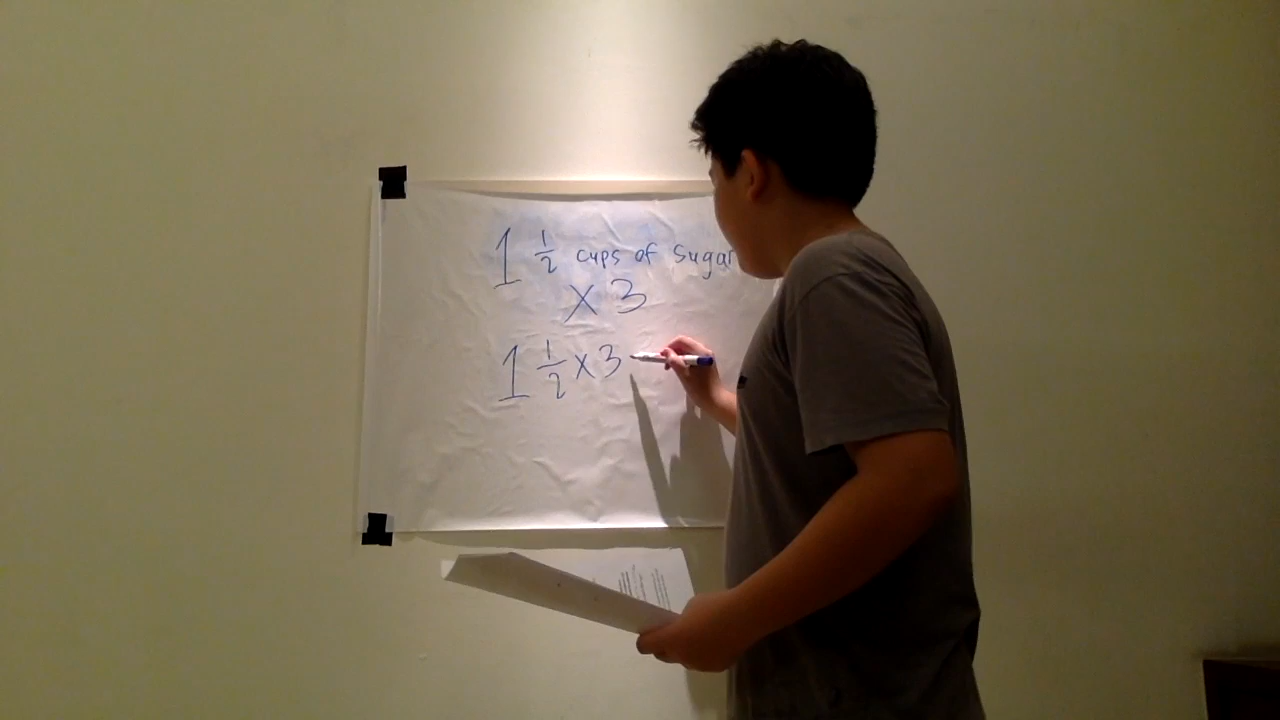 1 1/2 cups of sugar
x 3
1 1/2 x 3